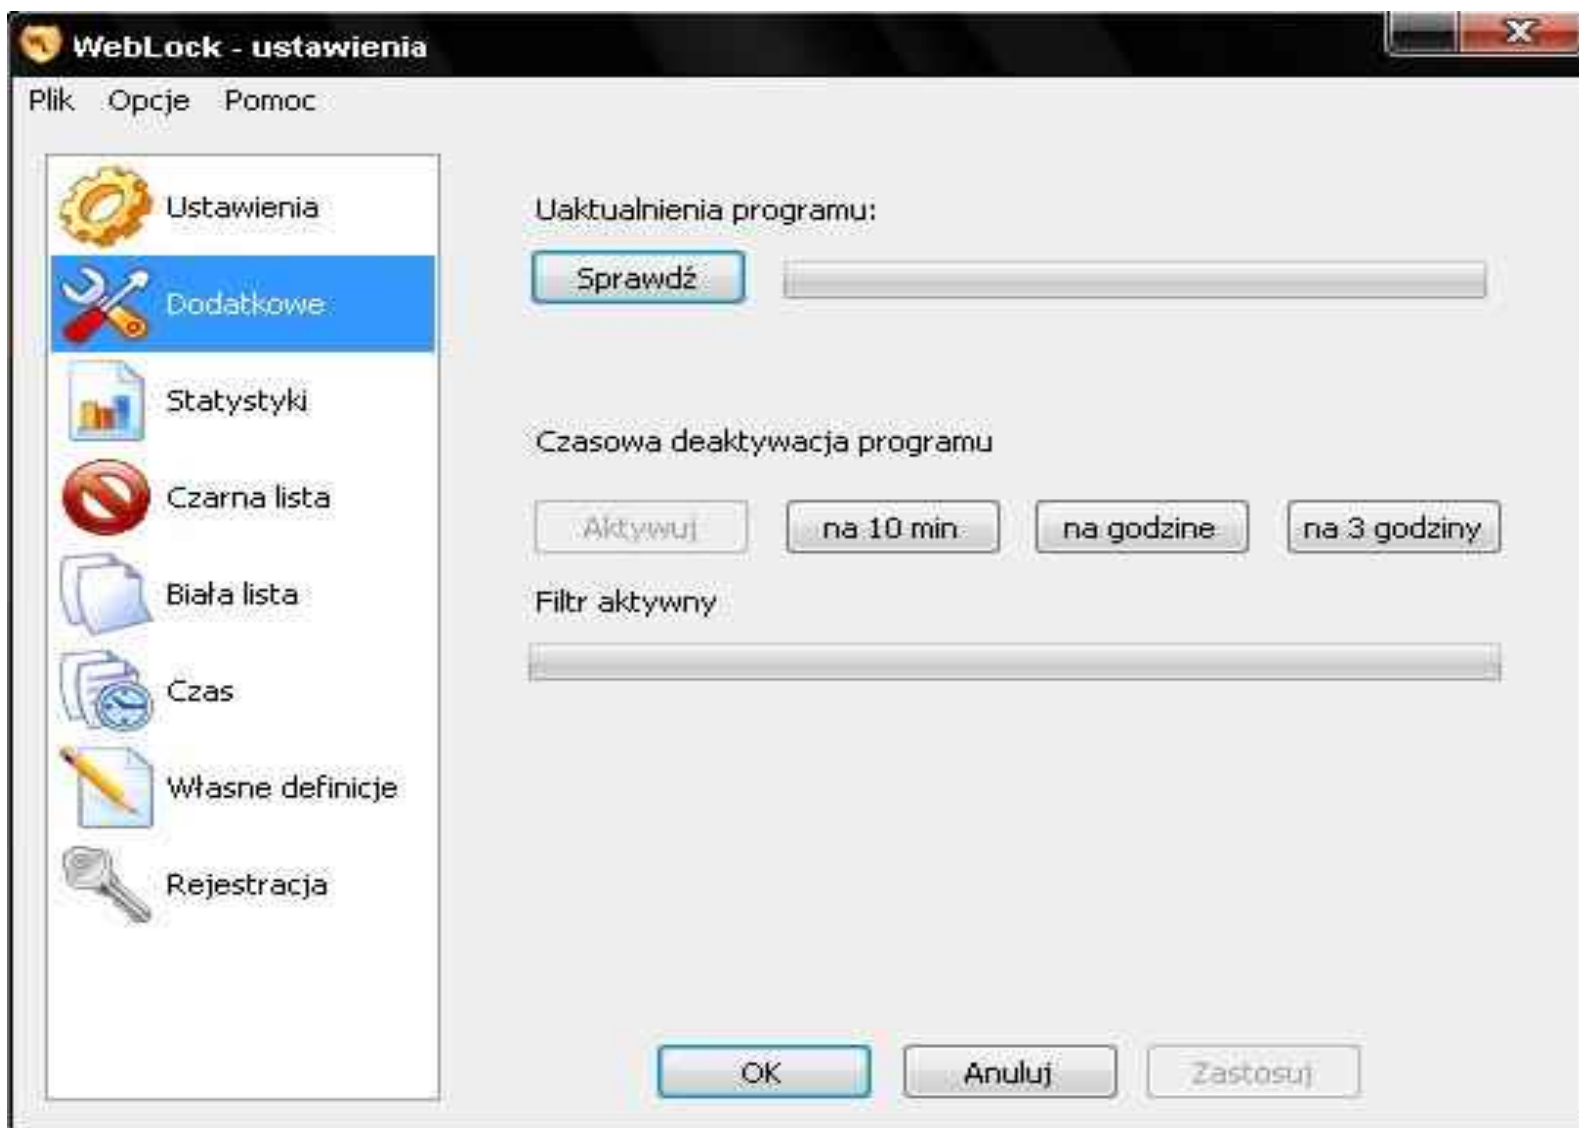 WebLock - ustawienia
Plik Opcje Pomoc
Ustawienia
Dodatkowe
Statystyki
Czarna lista
Biała lista
Czas
Własne definicje
Rejestracja
Uaktualnienia programu:
Sprawdź
Czasowa deaktywacja programu
Aktywuj na 10 min na godzine na 3 godziny
Filtr aktywny
OK Anuluj Zastosuj